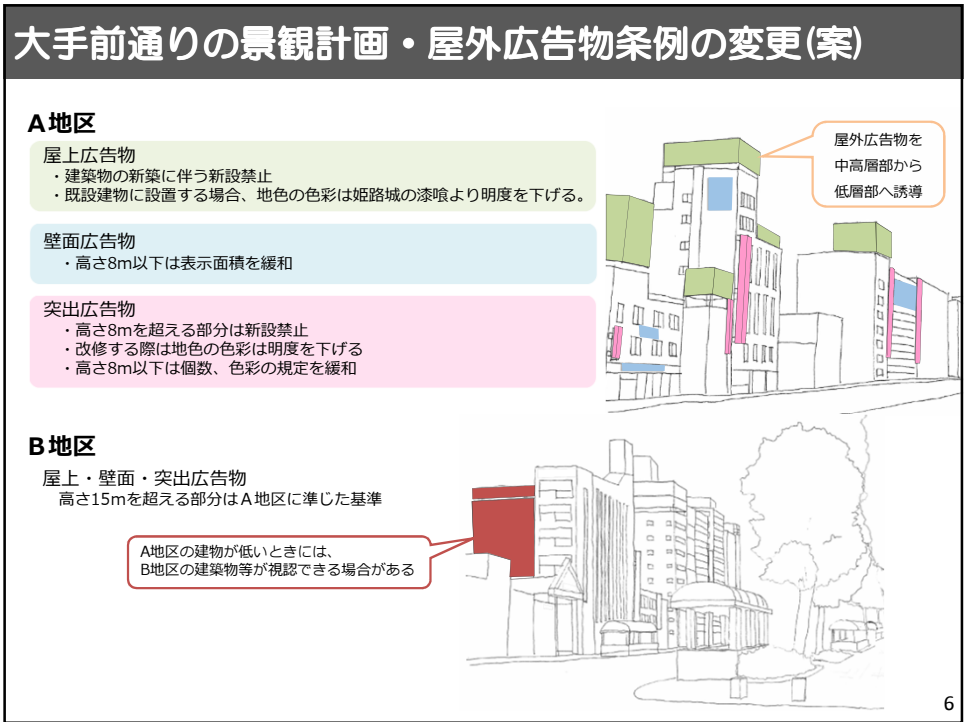 大手前通りの景観計画・屋外広告物条例の変更(案)
A地区
屋上広告物
・建築物の新築に伴う新設禁止
・既設建物に設置する場合、地色の色彩は姫路城の漆喰より明度を下げる。
壁面広告物
・高さ8m以下は表示面積を緩和
突出広告物
・高さ8mを超える部分は新設禁止
・改修する際は地色の色彩は明度を下げる
・高さ8m以下は個数、色彩の規定を緩和
屋外広告物を
中高層部から
低層部へ誘導
B地区
屋上・壁面・突出広告物
高さ15mを超える部分はA地区に準じた基準
A地区の建物が低いときには、
B地区の建築物等が視認できる場合がある
6